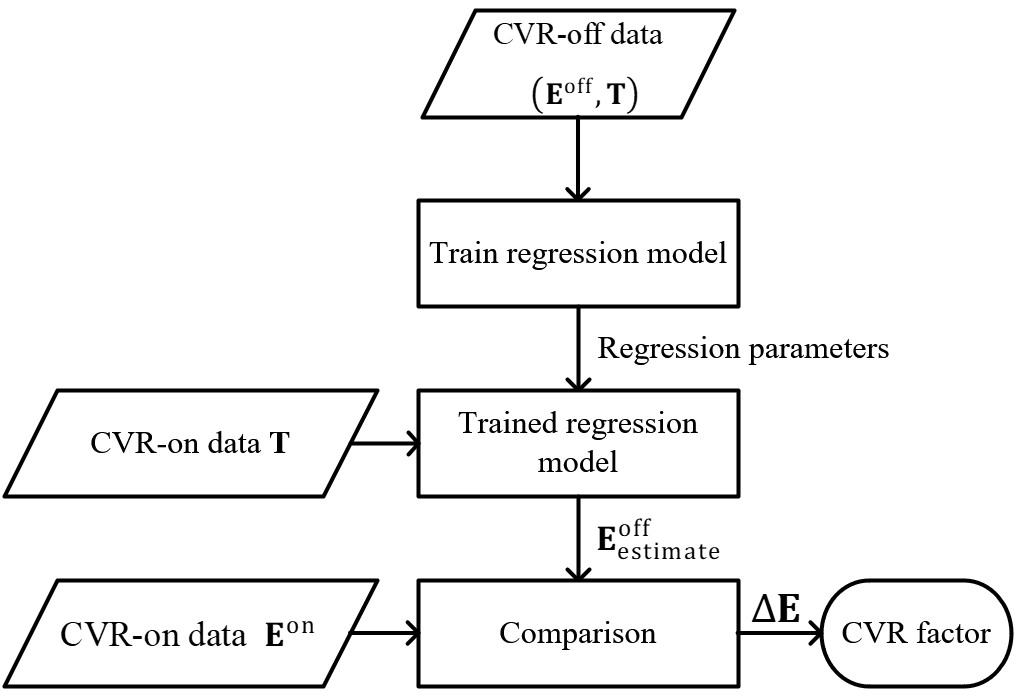 CVR-off data
(E^off, T)
Train regression model
Regression parameters
CVR-on data T
Trained regression
model
E^off_estimate
CVR-on data E^on
Comparison
ΔE
CVR factor